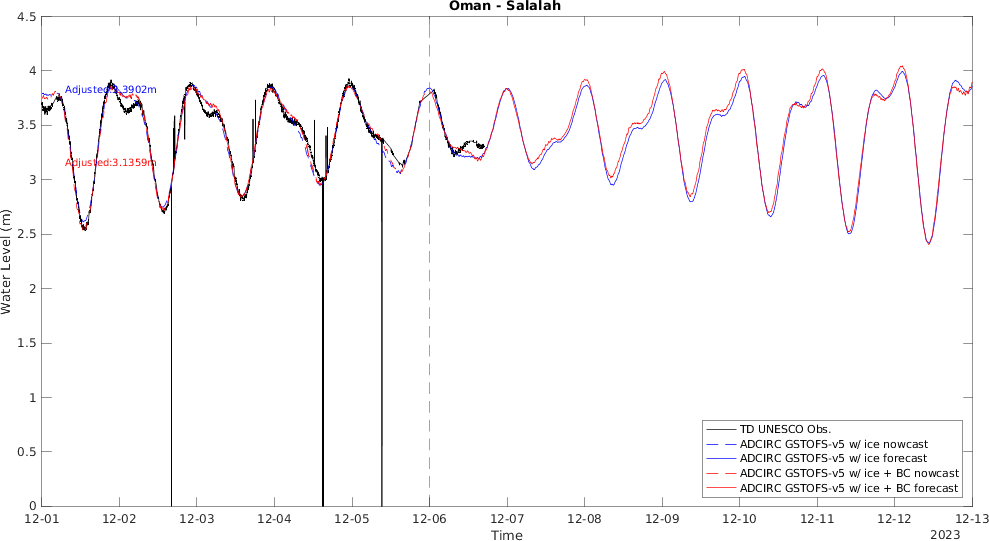 Oman - Salalah
4.5
4
3.5
3
2.5
2
1.5
1
0.5
0
Water Level (m)
Adjusted:3.3902m
Adjusted:3.1359m
TD UNESCO Obs.
ADCIRC GSTOFS-v5 w/ ice nowcast
ADCIRC GSTOFS-v5 w/ ice forecast
ADCIRC GSTOFS-v5 w/ ice + BC nowcast
ADCIRC GSTOFS-v5 w/ ice + BC forecast
12-01 12-02 12-03 12-04 12-05 12-06 12-07 12-08 12-09 12-10 12-11 12-12 12-13
Time
2023